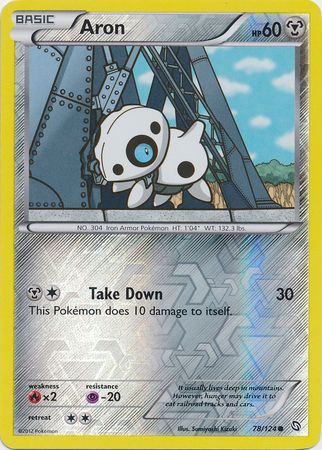 BASIC
Aron
HP60
NO. 304 Iron Armor Pokémon HT: 1'04" WT: 132.3 lbs.
Take Down 30
This Pokémon does 10 damage to itself.
weakness resistance
×2 -20
retreat
It usually lives deep in mountains.
However, hunger may drive it to
eat railroad tracks and cars.
©2012 Pokémon
Illus. Sumiyoshi Kizuki
78/124